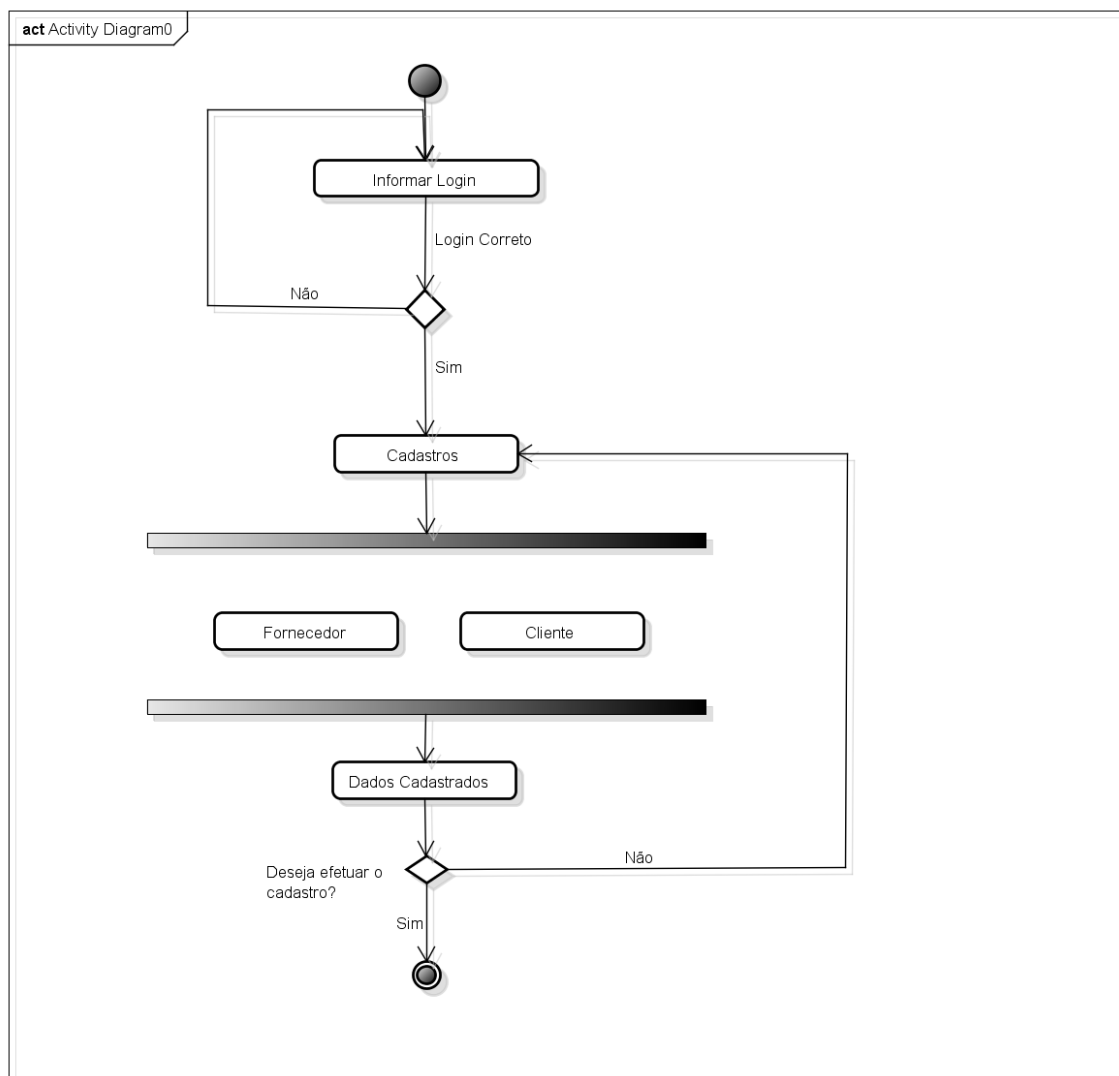 act Activity Diagram0
Informar Login
Login Correto
Não
Sim
Cadastros
Fornecedor
Cliente
Dados Cadastrados
Não
Deseja efetuar o
cadastro?
Sim